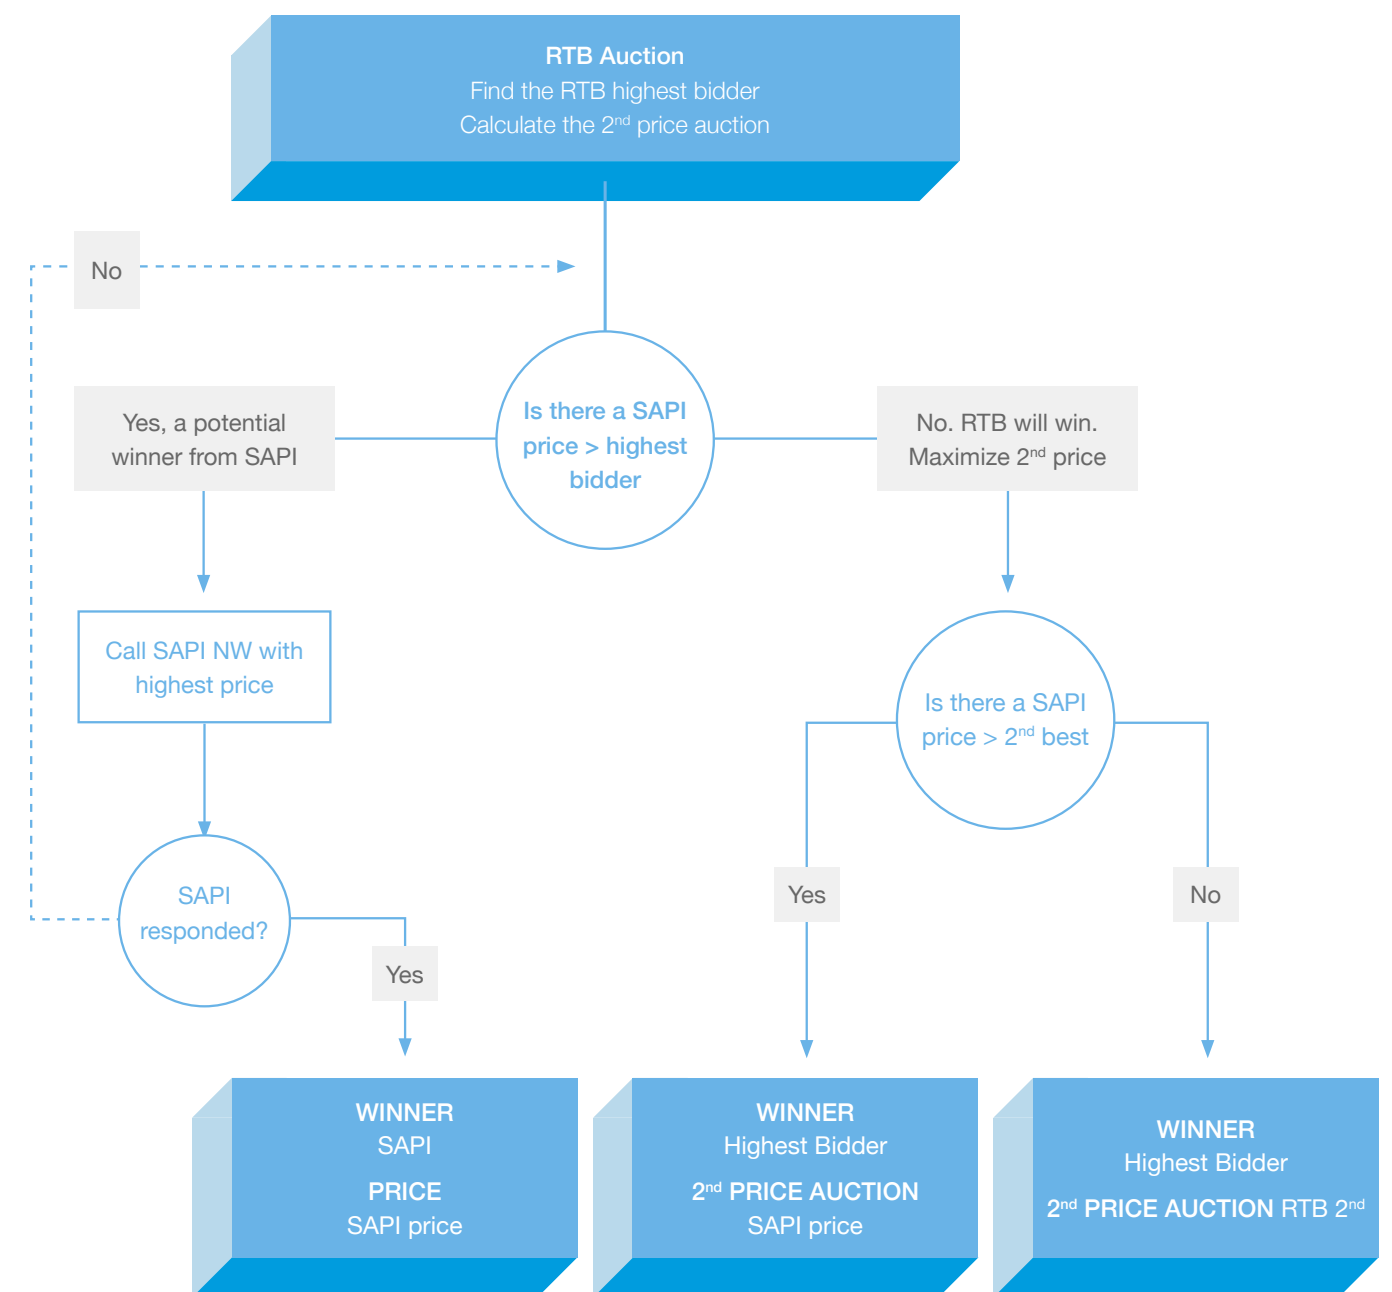 RTB Auction
Find the RTB highest bidder
Calculate the 2nd price auction
No
Is there a SAPI
price > highest
bidder
Yes, a potential
winner from SAPI
No. RTB will win.
Maximize 2nd price
Call SAPI NW with
highest price
Is there a SAPI
price > 2nd best
SAPI
responded?
Yes
Yes
No
WINNER
SAPI
PRICE
SAPI price
WINNER
Highest Bidder
2nd PRICE AUCTION
SAPI price
WINNER
Highest Bidder
2nd PRICE AUCTION RTB 2nd